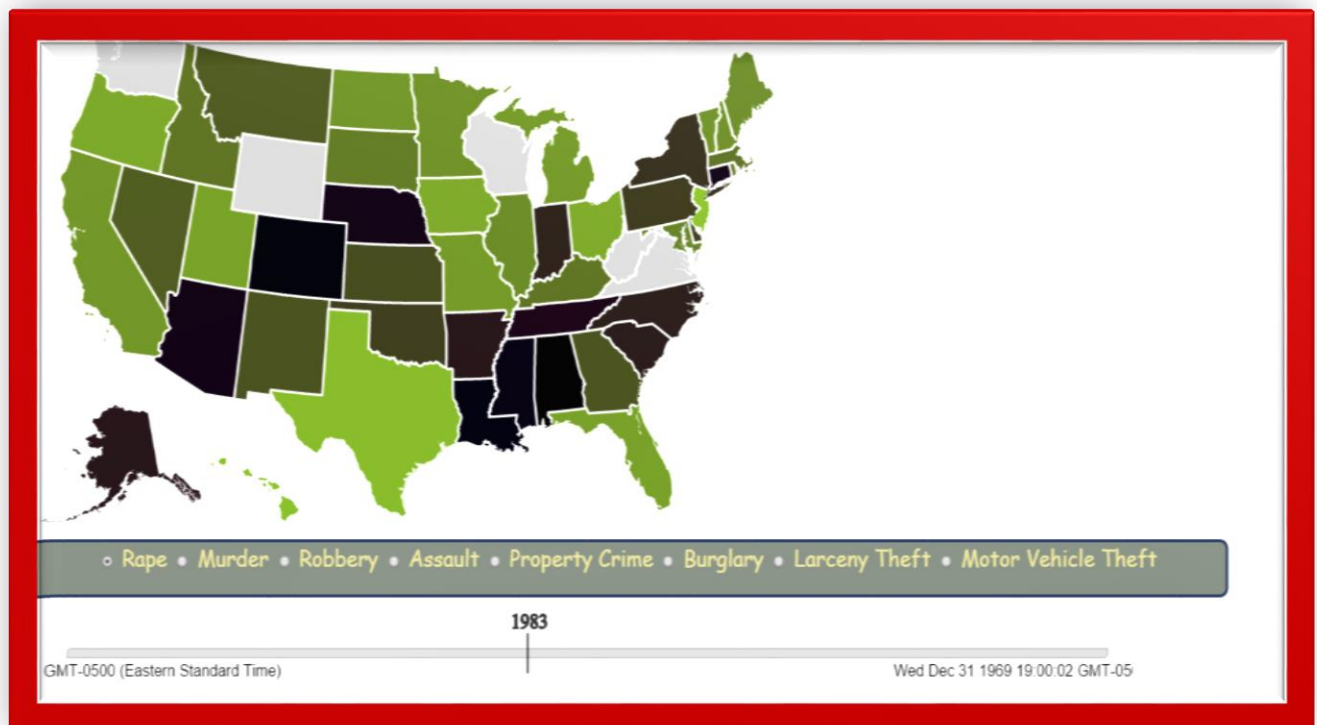 Rape Murder Robbery Assault Property Crime Burglary Larceny Theft Motor Vehicle Theft
1983
GMT-0500 (Eastern Standard Time) Wed Dec 31 1969 19:00:02 GMT-05